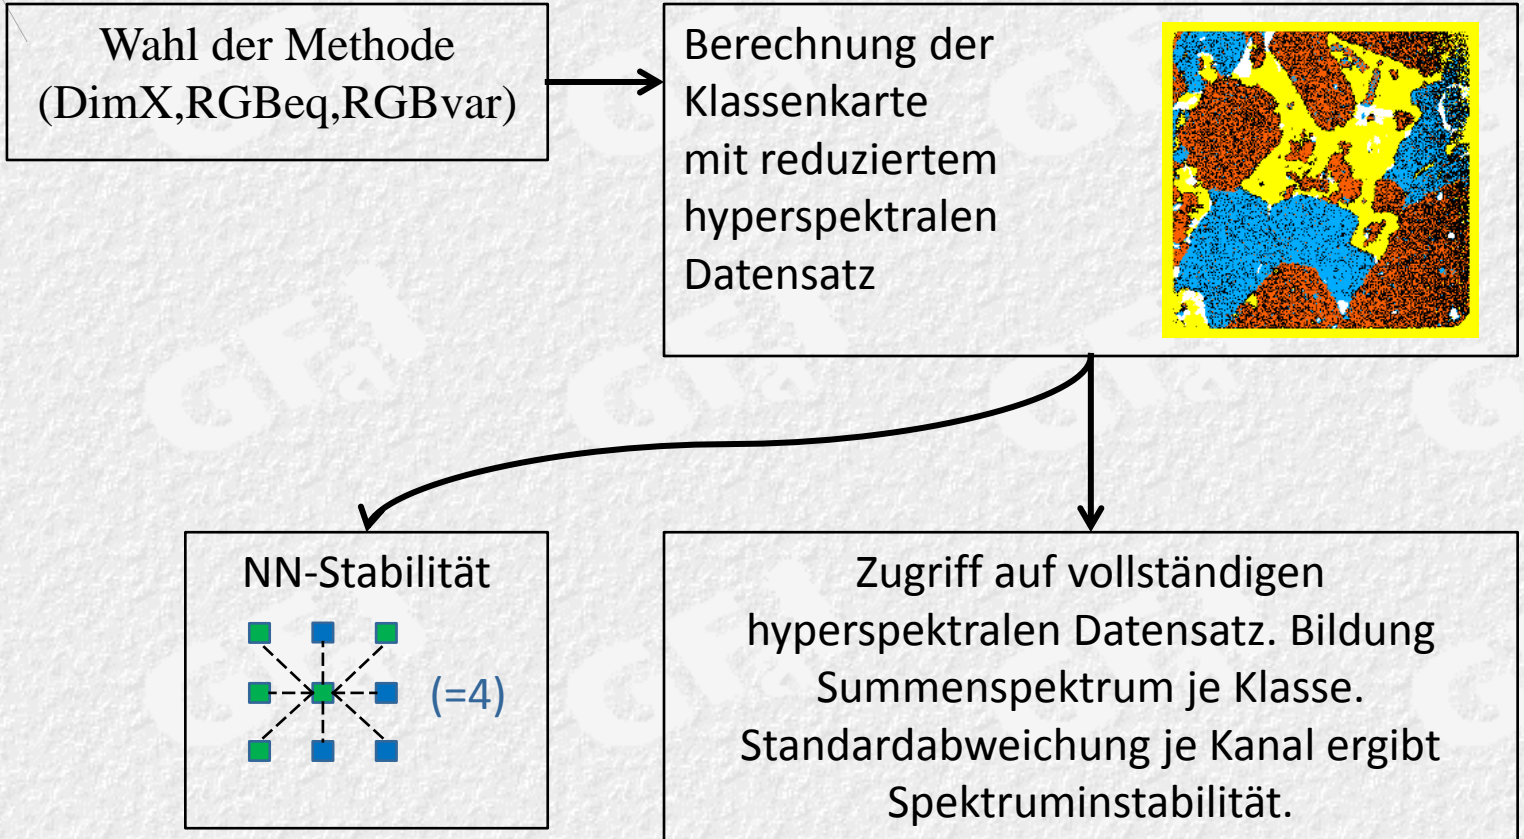 Wahl der Methode
(DimX,RGBeq,RGBvar)
Berechnung der
Klassenkarte
mit reduziertem
hyperspektralen
Datensatz
NN-Stabilität
(=4)
Zugriff auf vollständigen
hyperspektralen Datensatz. Bildung
Summenspektrum je Klasse.
Standardabweichung je Kanal ergibt
Spektruminstabilität.